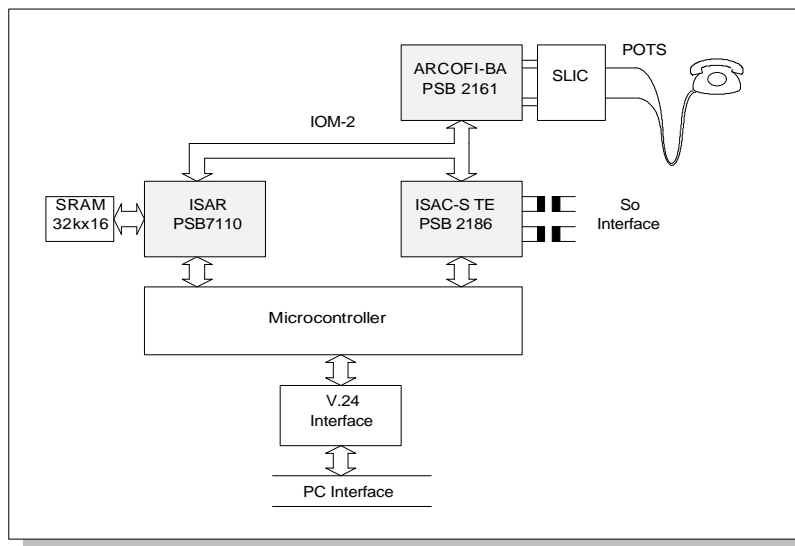 ARCOFI-BA
PSB 2161
SLIC
POTS
IOM-2
SRAM
32kx16
ISAR
PSB7110
ISAC-S TE
PSB 2186
So
Interface
Microcontroller
V.24
Interface
PC Interface